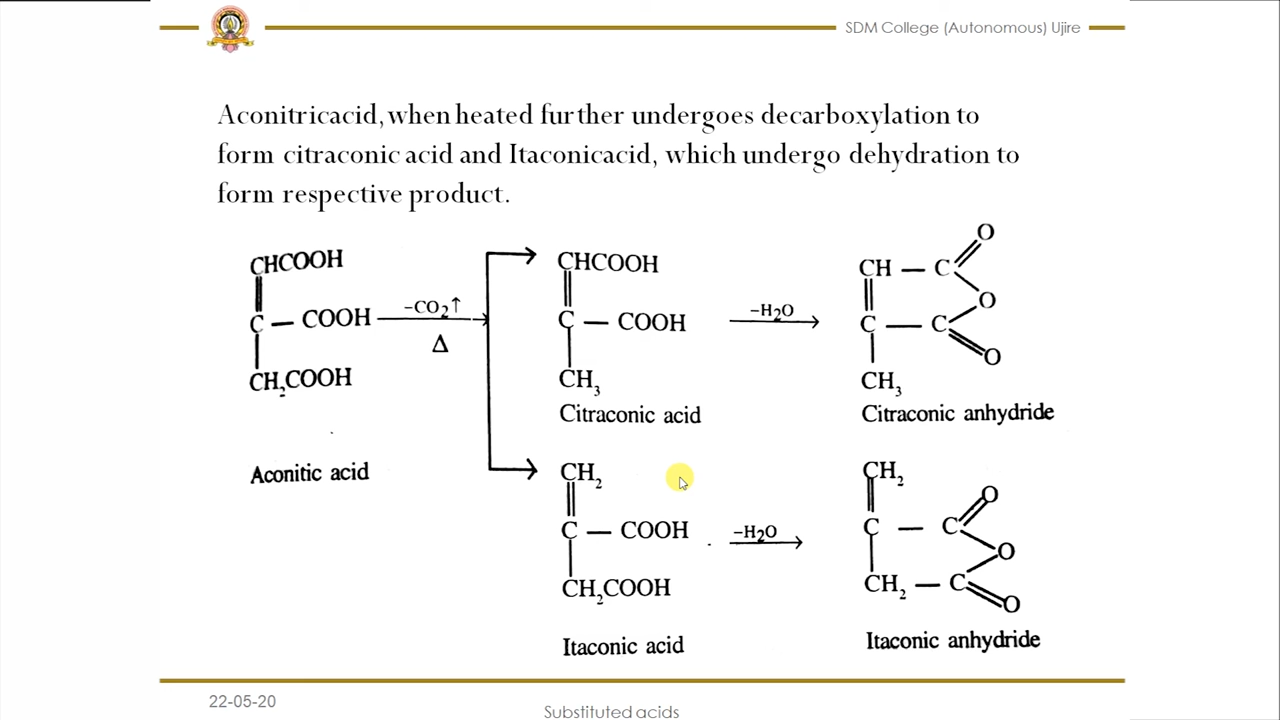 SDM College (Autonomous) Ujire
Aconitricacid, when heated further undergoes decarboxylation to
form citraconic acid and Itaconicacid, which undergo dehydration to
form respective product.
CHCOOH
C — COOH
CH₂COOH
Aconitic acid
–CO₂↑
Δ
CHCOOH
C — COOH
CH₃
Citraconic acid
–H₂O
CH — C
O
O
C — C
O
CH₃
Citraconic anhydride
CH₂
C — COOH
CH₂COOH
Itaconic acid
–H₂O
CH₂
O
C — C
O
CH₂ — C
O
Itaconic anhydride
22-05-20
Substituted acids